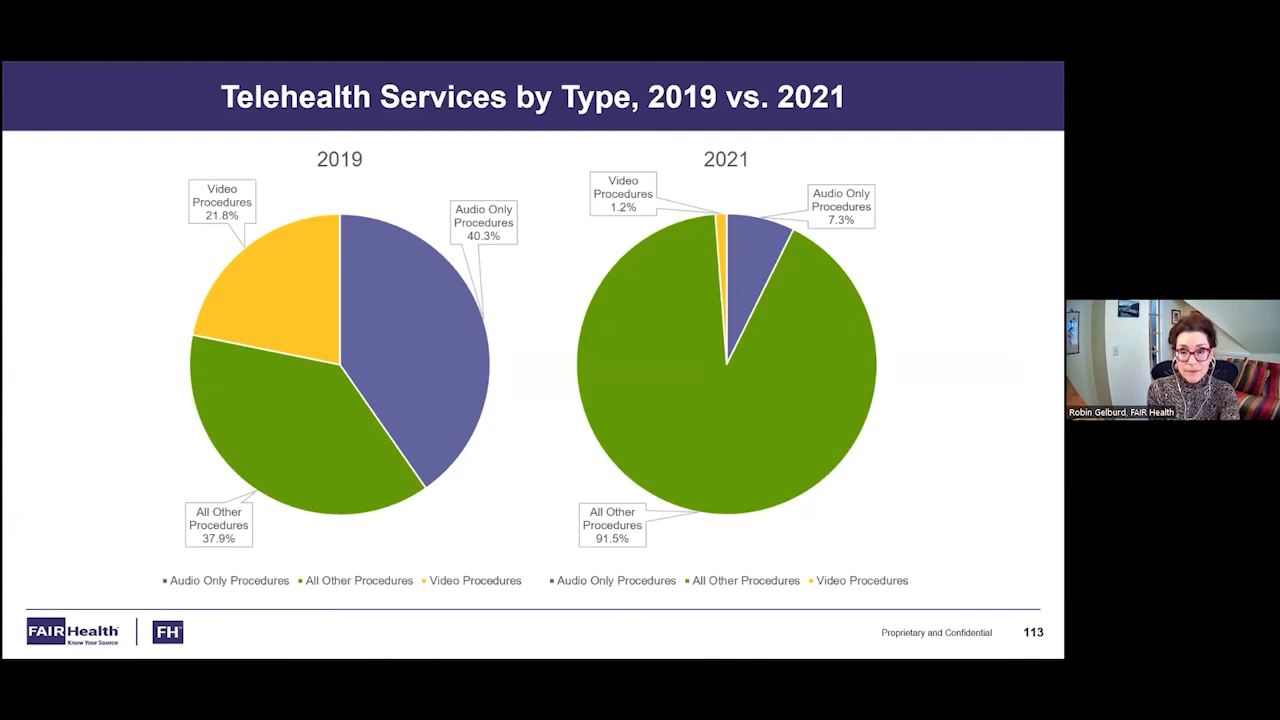 Telehealth Services by Type, 2019 vs. 2021
2019
Video
Procedures
21.8%
Audio Only
Procedures
40.3%
All Other
Procedures
37.9%
Audio Only Procedures All Other Procedures Video Procedures
2021
Video
Procedures
1.2%
Audio Only
Procedures
7.3%
All Other
Procedures
91.5%
Audio Only Procedures All Other Procedures Video Procedures
FAIR Health
Know Your Source
FH
Proprietary and Confidential
113
Robin Gelburd, FAIR Health